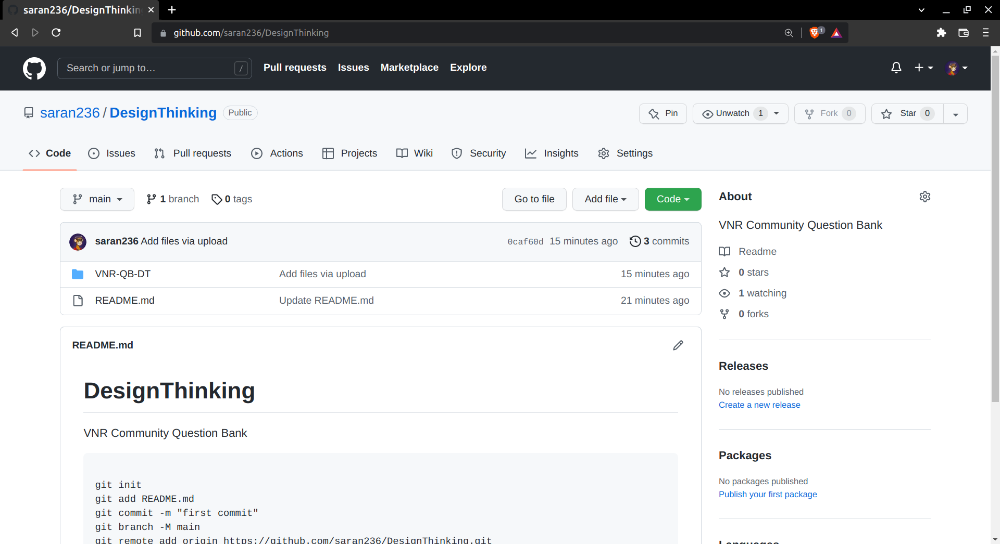 saran236/DesignThinkin
github.com/saran236/DesignThinking
1
Search or jump to…
/
Pull requests
Issues
Marketplace
Explore
saran236 / DesignThinking
Public
Pin
Unwatch 1
Fork 0
Star 0
Code
Issues
Pull requests
Actions
Projects
Wiki
Security
Insights
Settings
main
1 branch
0 tags
Go to file
Add file
Code
saran236 Add files via upload
0caf60d 15 minutes ago
3 commits
VNR-QB-DT
Add files via upload
15 minutes ago
README.md
Update README.md
21 minutes ago
README.md
DesignThinking
VNR Community Question Bank
git init
git add README.md
git commit -m "first commit"
git branch -M main
git remote add origin https://github.com/saran236/DesignThinking.git
About
VNR Community Question Bank
Readme
0 stars
1 watching
0 forks
Releases
No releases published
Create a new release
Packages
No packages published
Publish your first package
Languages